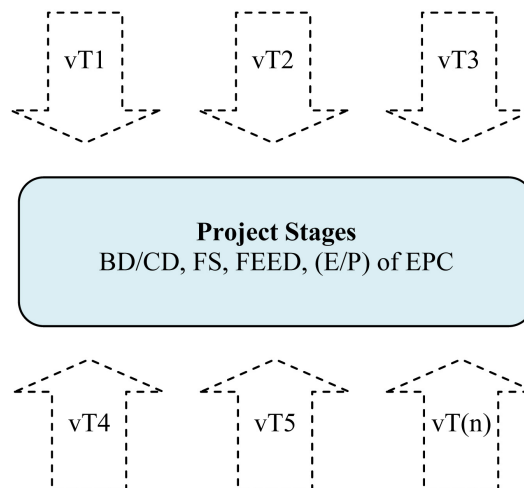 vT1
vT2
vT3
Project Stages
BD/CD, FS, FEED, (E/P) of EPC
vT4
vT5
vT(n)